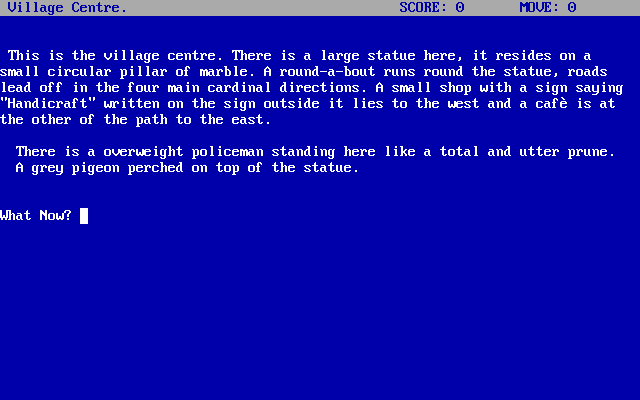 Village Centre. SCORE: 0 MOVE: 0
This is the village centre. There is a large statue here, it resides on a
small circular pillar of marble. A round-a-bout runs round the statue, roads
lead off in the four main cardinal directions. A small shop with a sign saying
"Handicraft" written on the sign outside it lies to the west and a cafè is at
the other of the path to the east.
There is a overweight policeman standing here like a total and utter prune.
A grey pigeon perched on top of the statue.
What Now?